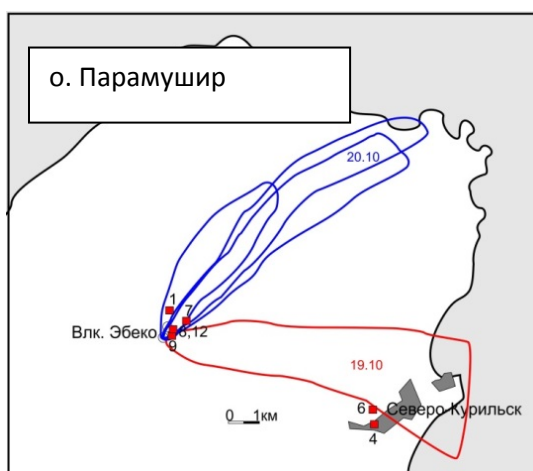 о. Парамушир
20.10
1
7
Влк. Эбеко
8,12
9
19.10
6
Северо-Курильск
0 1км
4